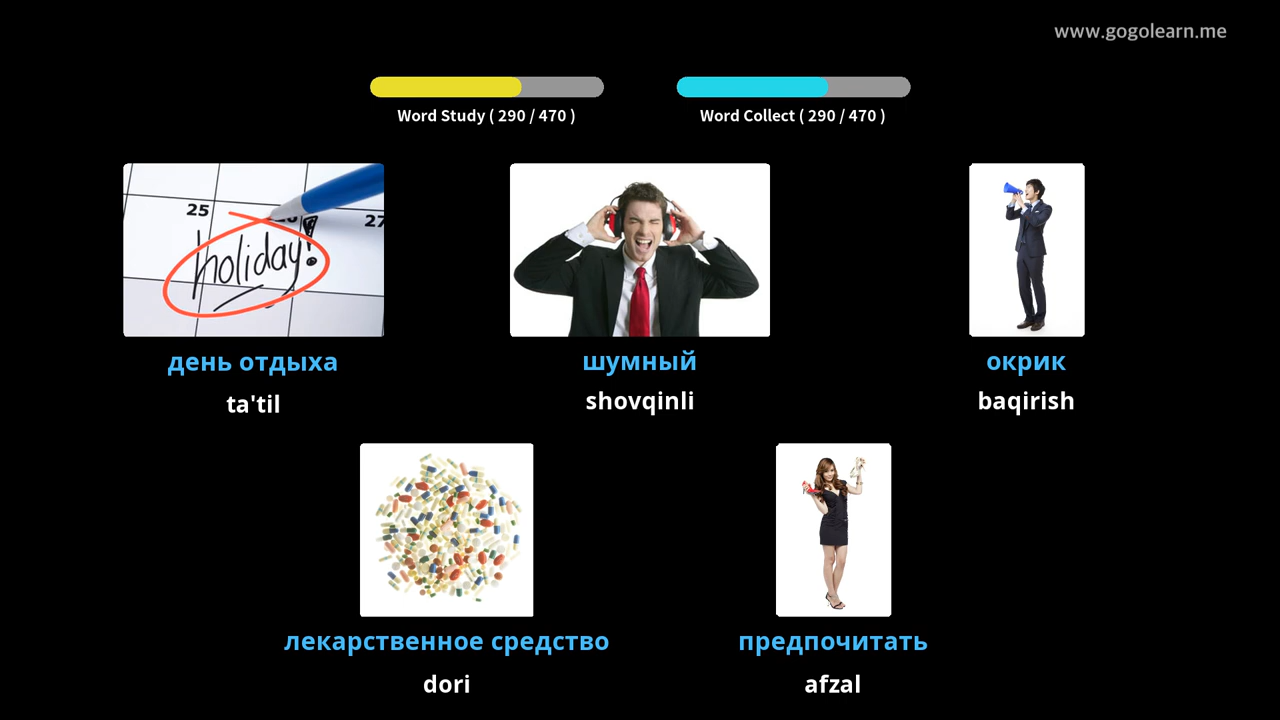 www.gogolearn.me
Word Study ( 290 / 470 )
Word Collect ( 290 / 470 )
25
27
holiday!
день отдыха
ta'til
шумный
shovqinli
окрик
baqirish
лекарственное средство
dori
предпочитать
afzal